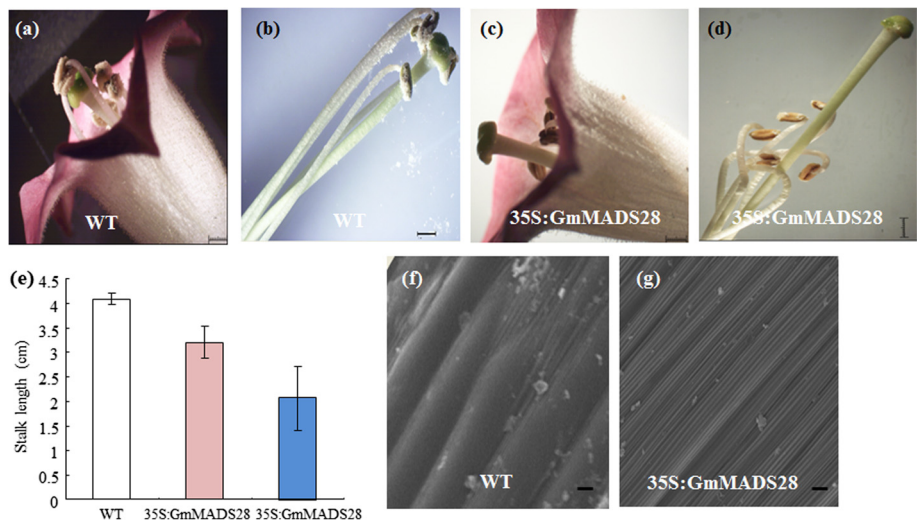 (a)
WT
(b)
WT
(c)
35S:GmMADS28
(d)
35S:GmMADS28
(e)
Stalk length (cm)
4.5
4
3.5
3
2.5
2
1.5
1
0.5
0
WT
35S:GmMADS28
35S:GmMADS28
(f)
WT
(g)
35S:GmMADS28